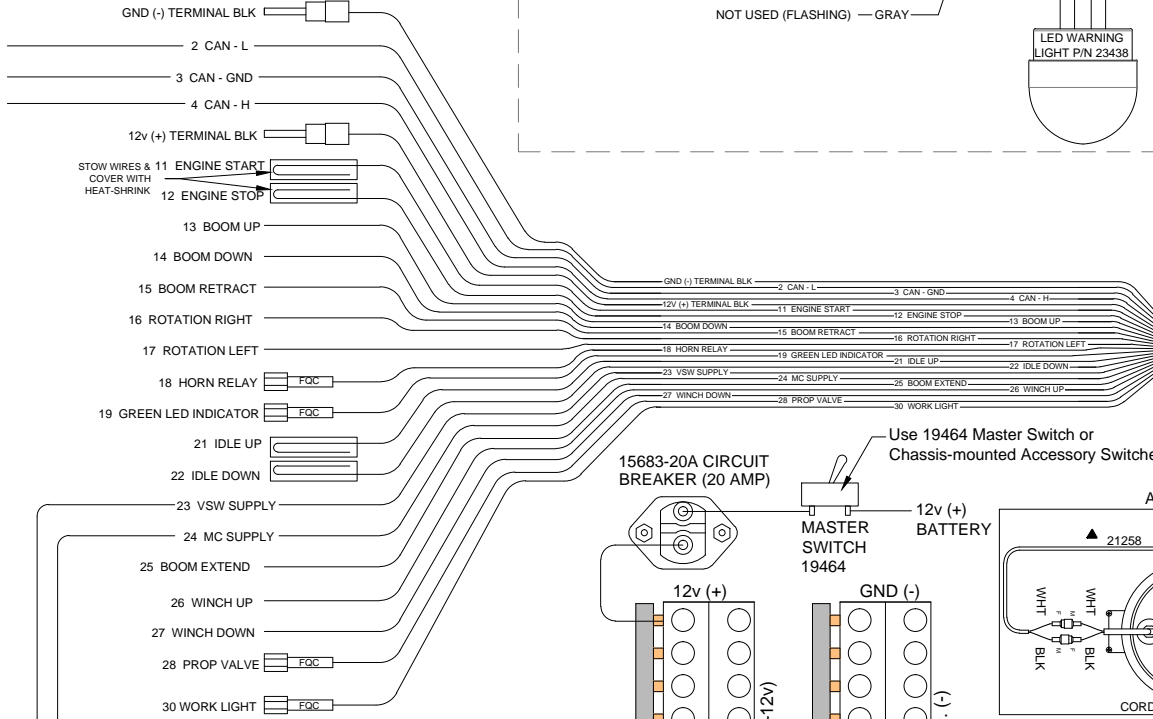 GND (-) TERMINAL BLK
2 CAN - L
3 CAN - GND
4 CAN - H
12v (+) TERMINAL BLK
STOW WIRES &
COVER WITH
HEAT-SHRINK
11 ENGINE START
12 ENGINE STOP
13 BOOM UP
14 BOOM DOWN
15 BOOM RETRACT
16 ROTATION RIGHT
17 ROTATION LEFT
18 HORN RELAY
FQC
19 GREEN LED INDICATOR
FQC
21 IDLE UP
22 IDLE DOWN
23 VSW SUPPLY
24 MC SUPPLY
25 BOOM EXTEND
26 WINCH UP
27 WINCH DOWN
28 PROP VALVE
FQC
30 WORK LIGHT
FQC
NOT USED (FLASHING)
GRAY
LED WARNING
LIGHT P/N 23438
GND (-) TERMINAL BLK
2 CAN - L
3 CAN - GND
4 CAN - H
12V (+) TERMINAL BLK
11 ENGINE START
12 ENGINE STOP
13 BOOM UP
14 BOOM DOWN
15 BOOM RETRACT
16 ROTATION RIGHT
17 ROTATION LEFT
18 HORN RELAY
19 GREEN LED INDICATOR
21 IDLE UP
22 IDLE DOWN
23 VSW SUPPLY
24 MC SUPPLY
25 BOOM EXTEND
26 WINCH UP
27 WINCH DOWN
28 PROP VALVE
30 WORK LIGHT
15683-20A CIRCUIT
BREAKER (20 AMP)
Use 19464 Master Switch or
Chassis-mounted Accessory Switche
MASTER
SWITCH
19464
12v (+)
BATTERY
12v (+)
GND (-)
-12v)
. (-)
A
21258
WHT
BLK
F
M
M
F
WHT
BLK
CORD